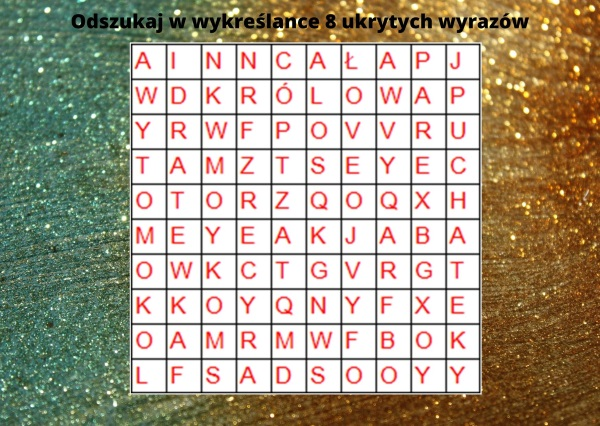 Odszukaj w wykreślance 8 ukrytych wyrazów
A I N N C A Ł A P J
W D K R Ó L O W A P
Y R W F P O V V R U
T A M Z T S E Y E C
O T O R Z Q O Q X H
M E Y E A K J A B A
O W K C T G V R G T
K K O Y Q N Y F X E
O A M R M W F B O K
L F S A D S O O Y Y